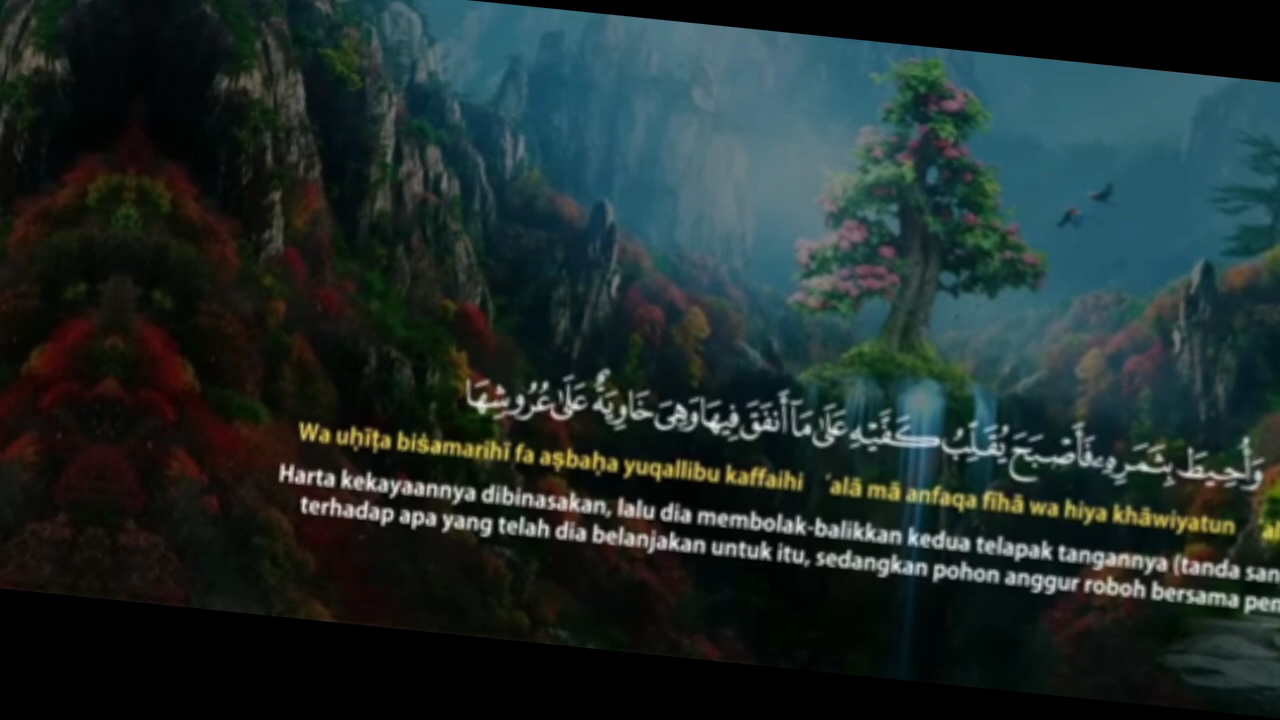 وَأُحِيطَ بِثَمَرِهِۦ فَأَصْبَحَ يُقَلِّبُ كَفَّيْهِ عَلَىٰ مَآ أَنفَقَ فِيهَا وَهِىَ خَاوِيَةٌ عَلَىٰ عُرُوشِهَا
Wa uḥīṭa biṡamarihī fa aṣbaḥa yuqallibu kaffaihi ‘alā mā anfaqa fīhā wa hiya khāwiyatun
Harta kekayaannya dibinasakan, lalu dia membolak-balikkan kedua telapak tangannya (tanda
terhadap apa yang telah dia belanjakan untuk itu, sedangkan pohon anggur roboh bersama